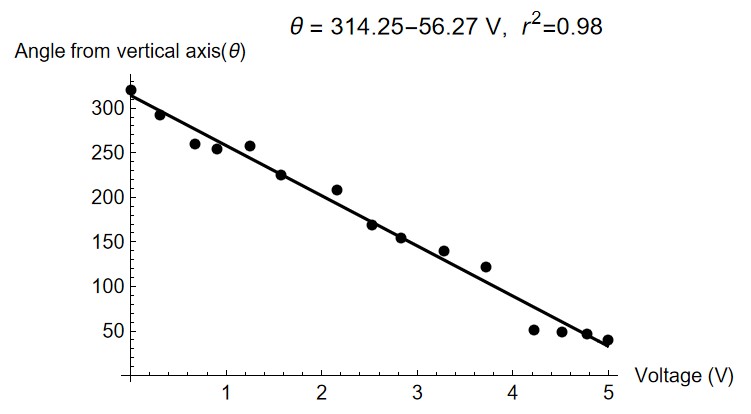 θ = 314.25−56.27 V, r²=0.98
Angle from vertical axis(θ)
300
250
200
150
100
50
1 2 3 4 5
Voltage (V)